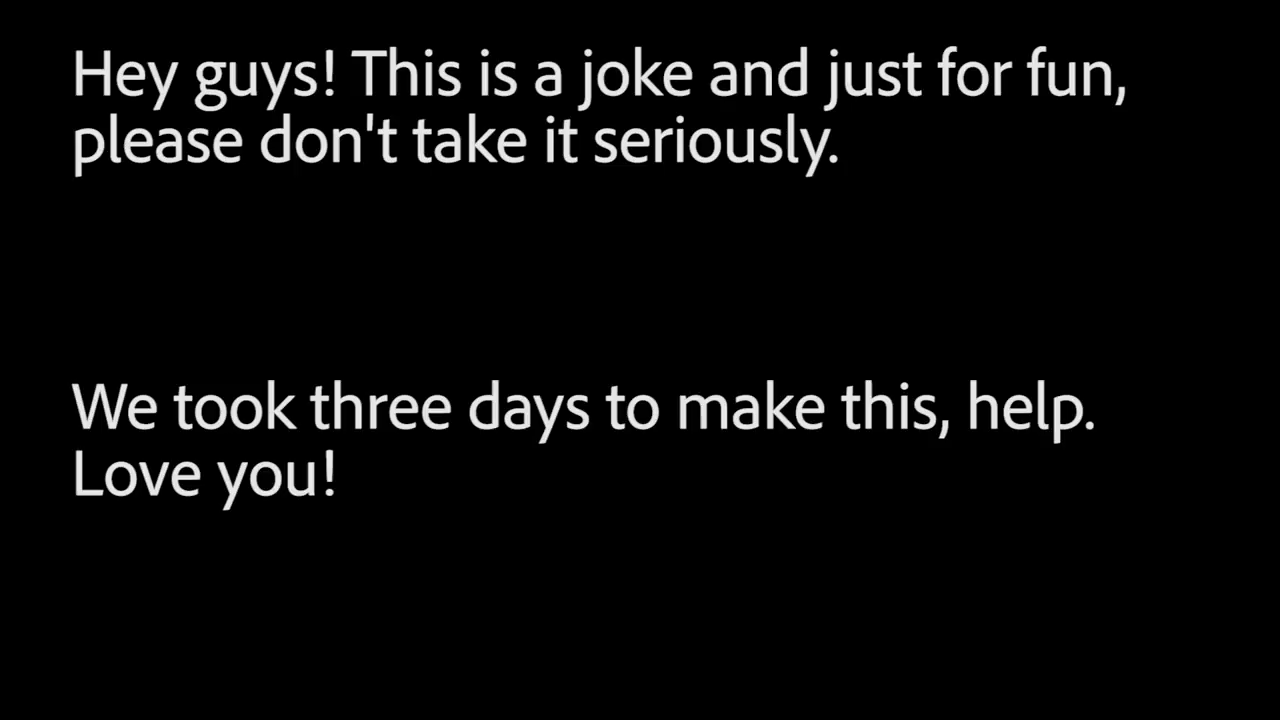 Hey guys! This is a joke and just for fun,
please don't take it seriously.
We took three days to make this, help.
Love you!